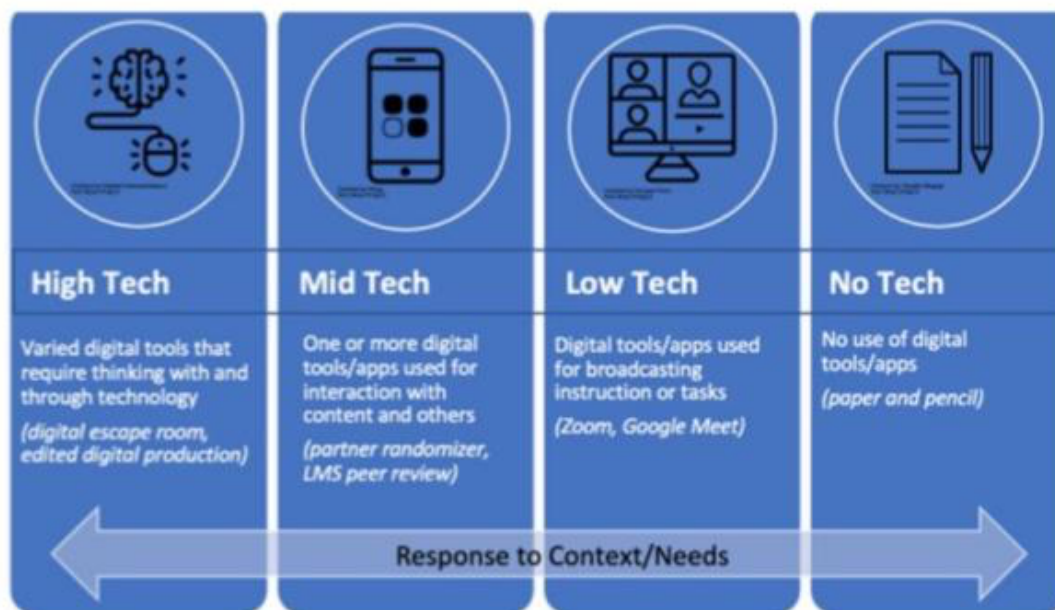 High Tech
Varied digital tools that
require thinking with and
through technology
(digital escape room,
edited digital production)
Mid Tech
One or more digital
tools/apps used for
interaction with
content and others
(partner randomizer,
LMS peer review)
Low Tech
Digital tools/apps used
for broadcasting
instruction or tasks
(Zoom, Google Meet)
No Tech
No use of digital
tools/apps
(paper and pencil)
Response to Context/Needs